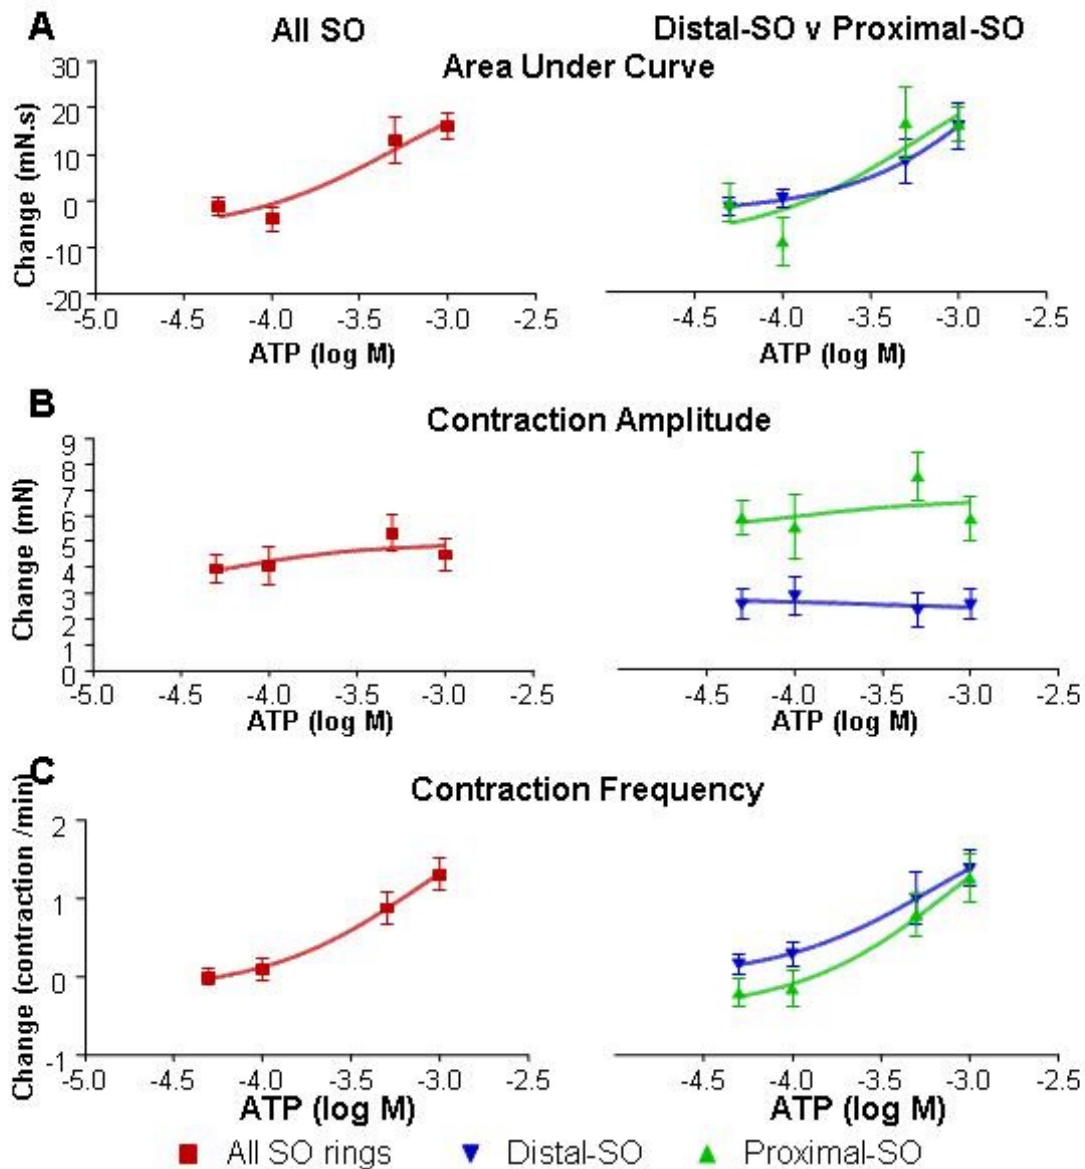 A
All SO
Distal-SO v Proximal-SO
Area Under Curve
Change (mN.s)
30
20
10
0
-10
-20
-5.0 -4.5 -4.0 -3.5 -3.0 -2.5
-4.5 -4.0 -3.5 -3.0 -2.5
ATP (log M)
ATP (log M)
B
Contraction Amplitude
Change (mN)
9
8
7
6
5
4
3
2
1
0
-5.0 -4.5 -4.0 -3.5 -3.0 -2.5
-4.5 -4.0 -3.5 -3.0 -2.5
ATP (log M)
ATP (log M)
C
Contraction Frequency
Change (contraction /min)
2
1
0
-1
-5.0 -4.5 -4.0 -3.5 -3.0 -2.5
-4.5 -4.0 -3.5 -3.0 -2.5
ATP (log M)
ATP (log M)
All SO rings Distal-SO Proximal-SO